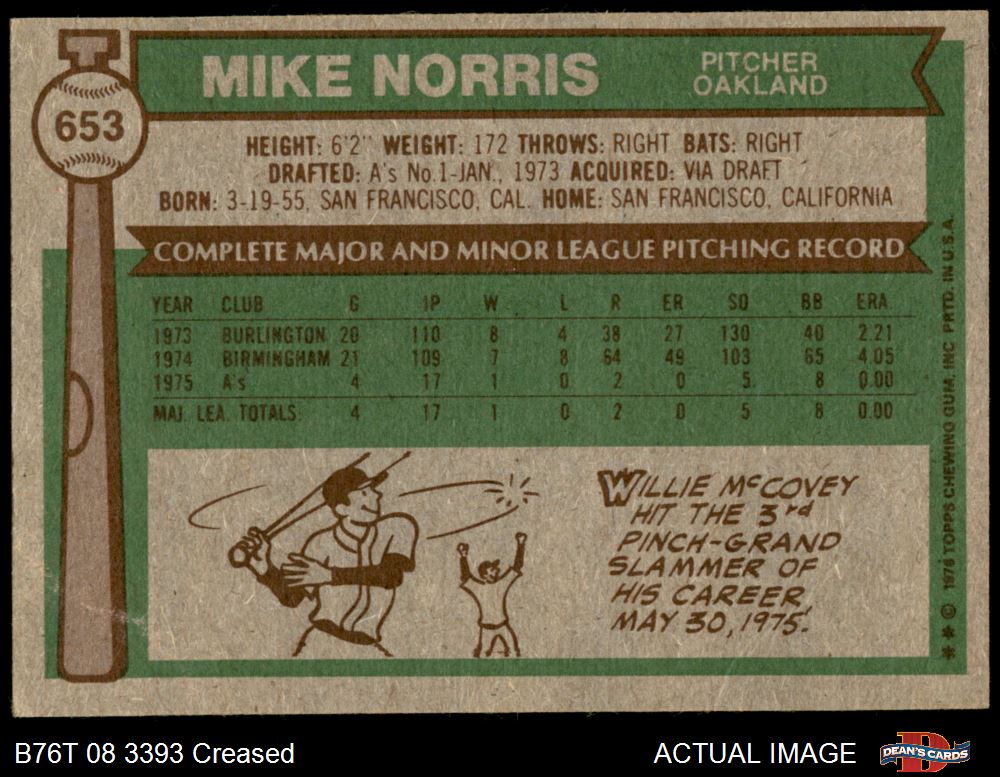 MIKE NORRIS
PITCHER
OAKLAND
653
HEIGHT: 6'2" WEIGHT: 172 THROWS: RIGHT BATS: RIGHT
DRAFTED: A's No.1-JAN., 1973 ACQUIRED: VIA DRAFT
BORN: 3-19-55, SAN FRANCISCO, CAL. HOME: SAN FRANCISCO, CALIFORNIA
COMPLETE MAJOR AND MINOR LEAGUE PITCHING RECORD
YEAR CLUB G IP W L R ER SO BB ERA
1973 BURLINGTON 20 110 8 4 38 27 130 40 2.21
1974 BIRMINGHAM 21 109 7 8 64 49 103 65 4.05
1975 A's 4 17 1 0 2 0 5 8 0.00
MAJ. LEA. TOTALS 4 17 1 0 2 0 5 8 0.00
WILLIE McCOVEY
HIT THE 3rd
PINCH-GRAND
SLAMMER OF
HIS CAREER,
MAY 30, 1975.
** © 1976 TOPPS CHEWING GUM, INC PRTD. IN U.S.A.
B76T 08 3393 Creased
ACTUAL IMAGE
DEAN'S CARDS